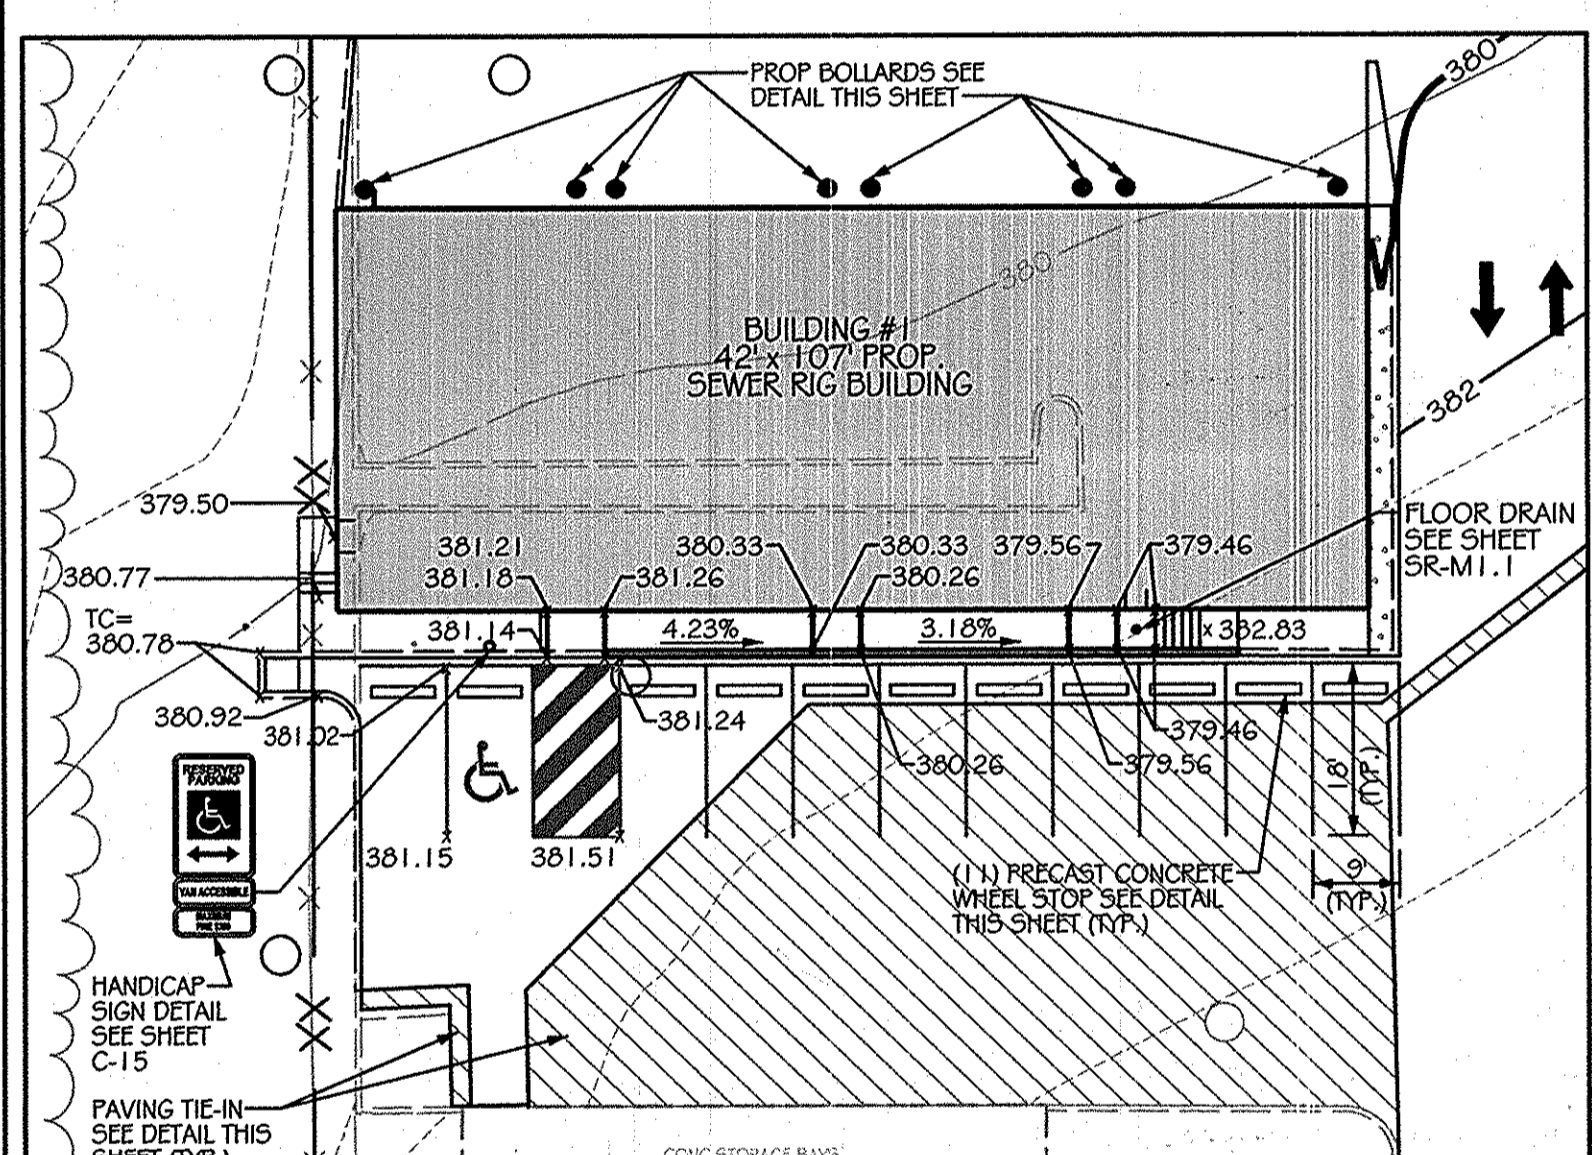 PROP BOLLARDS SEE
DETAIL THIS SHEET
380
380
BUILDING #1
42' x 107' PROP.
SEWER RIG BUILDING
382
379.50
381.21
380.33
380.33
379.56
379.46
FLOOR DRAIN
SEE SHEET
SR-M1.1
380.77
381.18
381.26
380.26
TC=
380.78
381.14
4.23%
3.18%
x 382.83
380.92
381.02
381.24
379.46
380.26
379.56
18'
(TYP.)
RESERVED
PARKING
VAN ACCESSIBLE
381.15
381.51
(11) PRECAST CONCRETE
WHEEL STOP SEE DETAIL
THIS SHEET (TYP.)
9'
(TYP.)
HANDICAP
SIGN DETAIL
SEE SHEET
C-15
PAVING TIE-IN
SEE DETAIL THIS
SHEET (TYP.)
CONC STORAGE BAYS